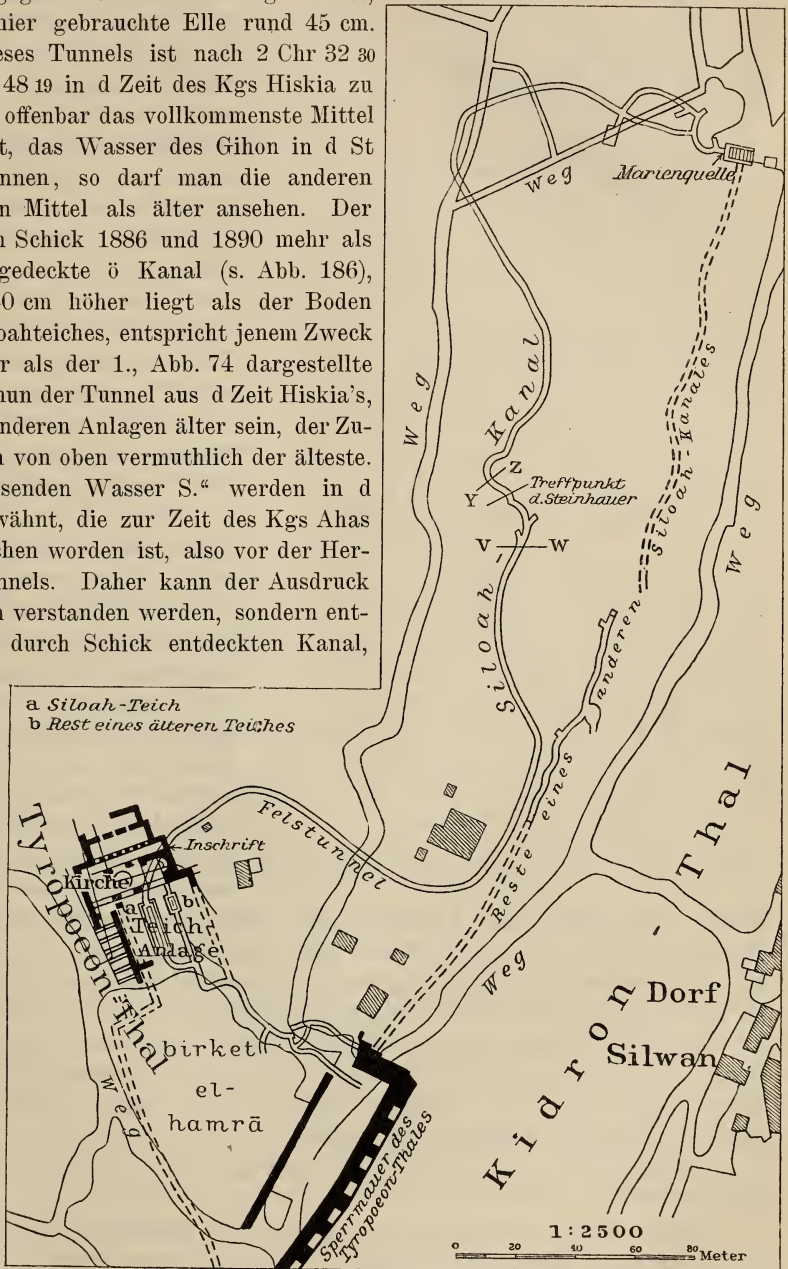 hier gebrauchte Elle rund 45 cm.
eses Tunnels ist nach 2 Chr 32 30
48 19 in d Zeit des Kgs Hiskia zu
offenbar das vollkommenste Mittel
t, das Wasser des Gihon in d St
nnen, so darf man die anderen
n Mittel als älter ansehen. Der
n Schick 1886 und 1890 mehr als
gedeckte ö Kanal (s. Abb. 186),
0 cm höher liegt als der Boden
oahteiches, entspricht jenem Zweck
r als der 1., Abb. 74 dargestellte
nun der Tunnel aus d Zeit Hiskia's,
nderen Anlagen älter sein, der Zu-
n von oben vermuthlich der älteste.
senden Wasser S.“ werden in d
vähnt, die zur Zeit des Kgs Ahas
chen worden ist, also vor der Her-
nnels. Daher kann der Ausdruck
n verstanden werden, sondern ent-
durch Schick entdeckten Kanal,
Weg
Marienquelle
Weg
Siloah Kanal
Z
Treffpunkt
d. Steinhauer
Y
V W
Reste eines anderen Siloah-Kanales
Weg
a Siloah-Teich
b Rest eines älteren Teiches
Felstunnel
Inschrift
Kirche
a b
Teich
Anlage
Tyropoeon thal
Weg
birket
el-
hamrā
Weg
Kidron Thal
Dorf
Silwan
Sperrmauer des
Tyropoeon-Thales
1:2500
0 20 40 60 80 Meter